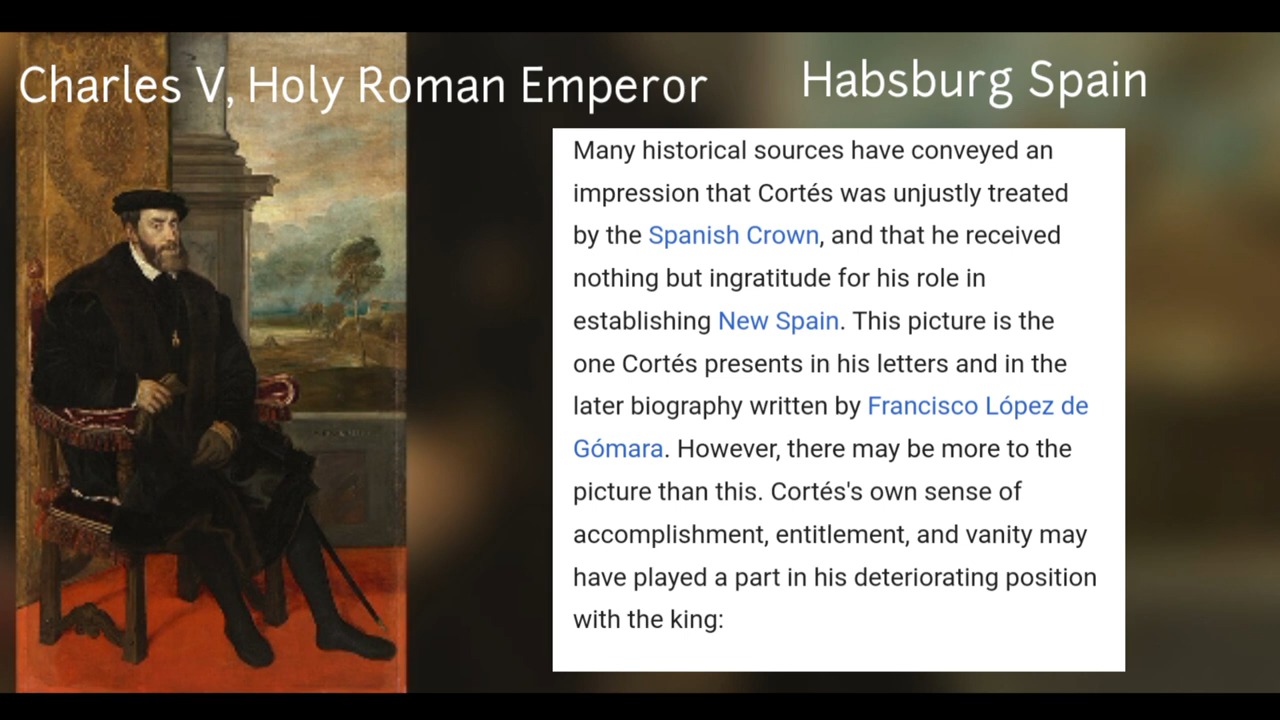 Charles V, Holy Roman Emperor
Habsburg Spain
Many historical sources have conveyed an
impression that Cortés was unjustly treated
by the Spanish Crown, and that he received
nothing but ingratitude for his role in
establishing New Spain. This picture is the
one Cortés presents in his letters and in the
later biography written by Francisco López de
Gómara. However, there may be more to the
picture than this. Cortés's own sense of
accomplishment, entitlement, and vanity may
have played a part in his deteriorating position
with the king: